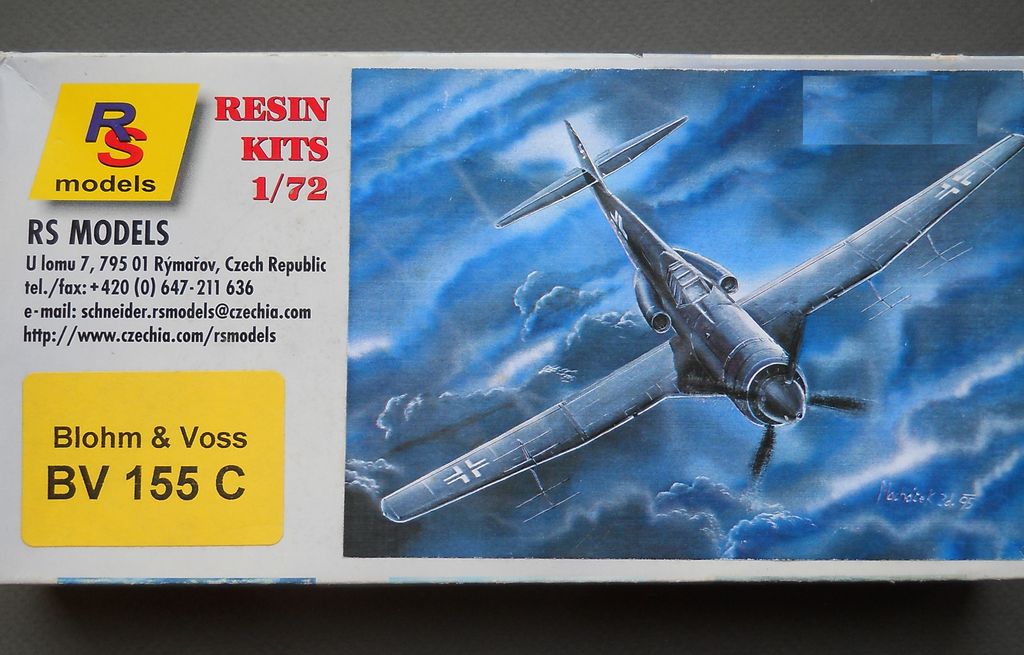 RS
models
RESIN
KITS
1/72
RS MODELS
U lomu 7, 795 01 Rýmařov, Czech Republic
tel./fax: +420 (0) 647-211 636
e-mail: schneider.rsmodels@czechia.com
http://www.czechia.com/rsmodels
Blohm & Voss
BV 155 C